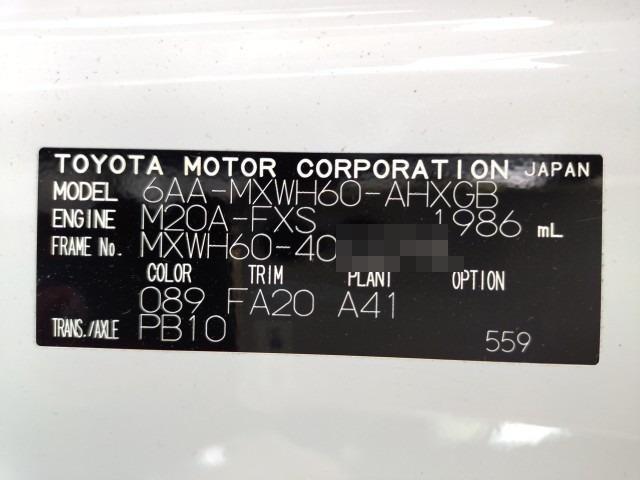 TOYOTA MOTOR CORPORATION JAPAN
MODEL 6AA-MXWH60-AHXGB
ENGINE M20A-FXS 1986 mL
FRAME No. MXWH60-40
COLOR TRIM PLANT OPTION
089 FA20 A41
TRANS./AXLE PB10 559